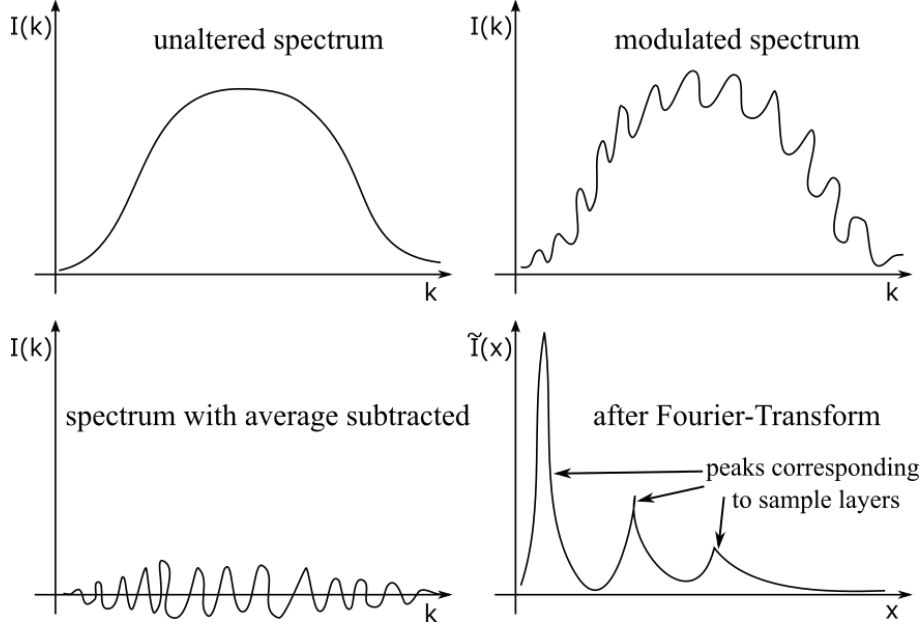 I(k)
unaltered spectrum
k
I(k)
modulated spectrum
k
I(k)
spectrum with average subtracted
k
Ĩ(x)
after Fourier-Transform
peaks corresponding
to sample layers
x